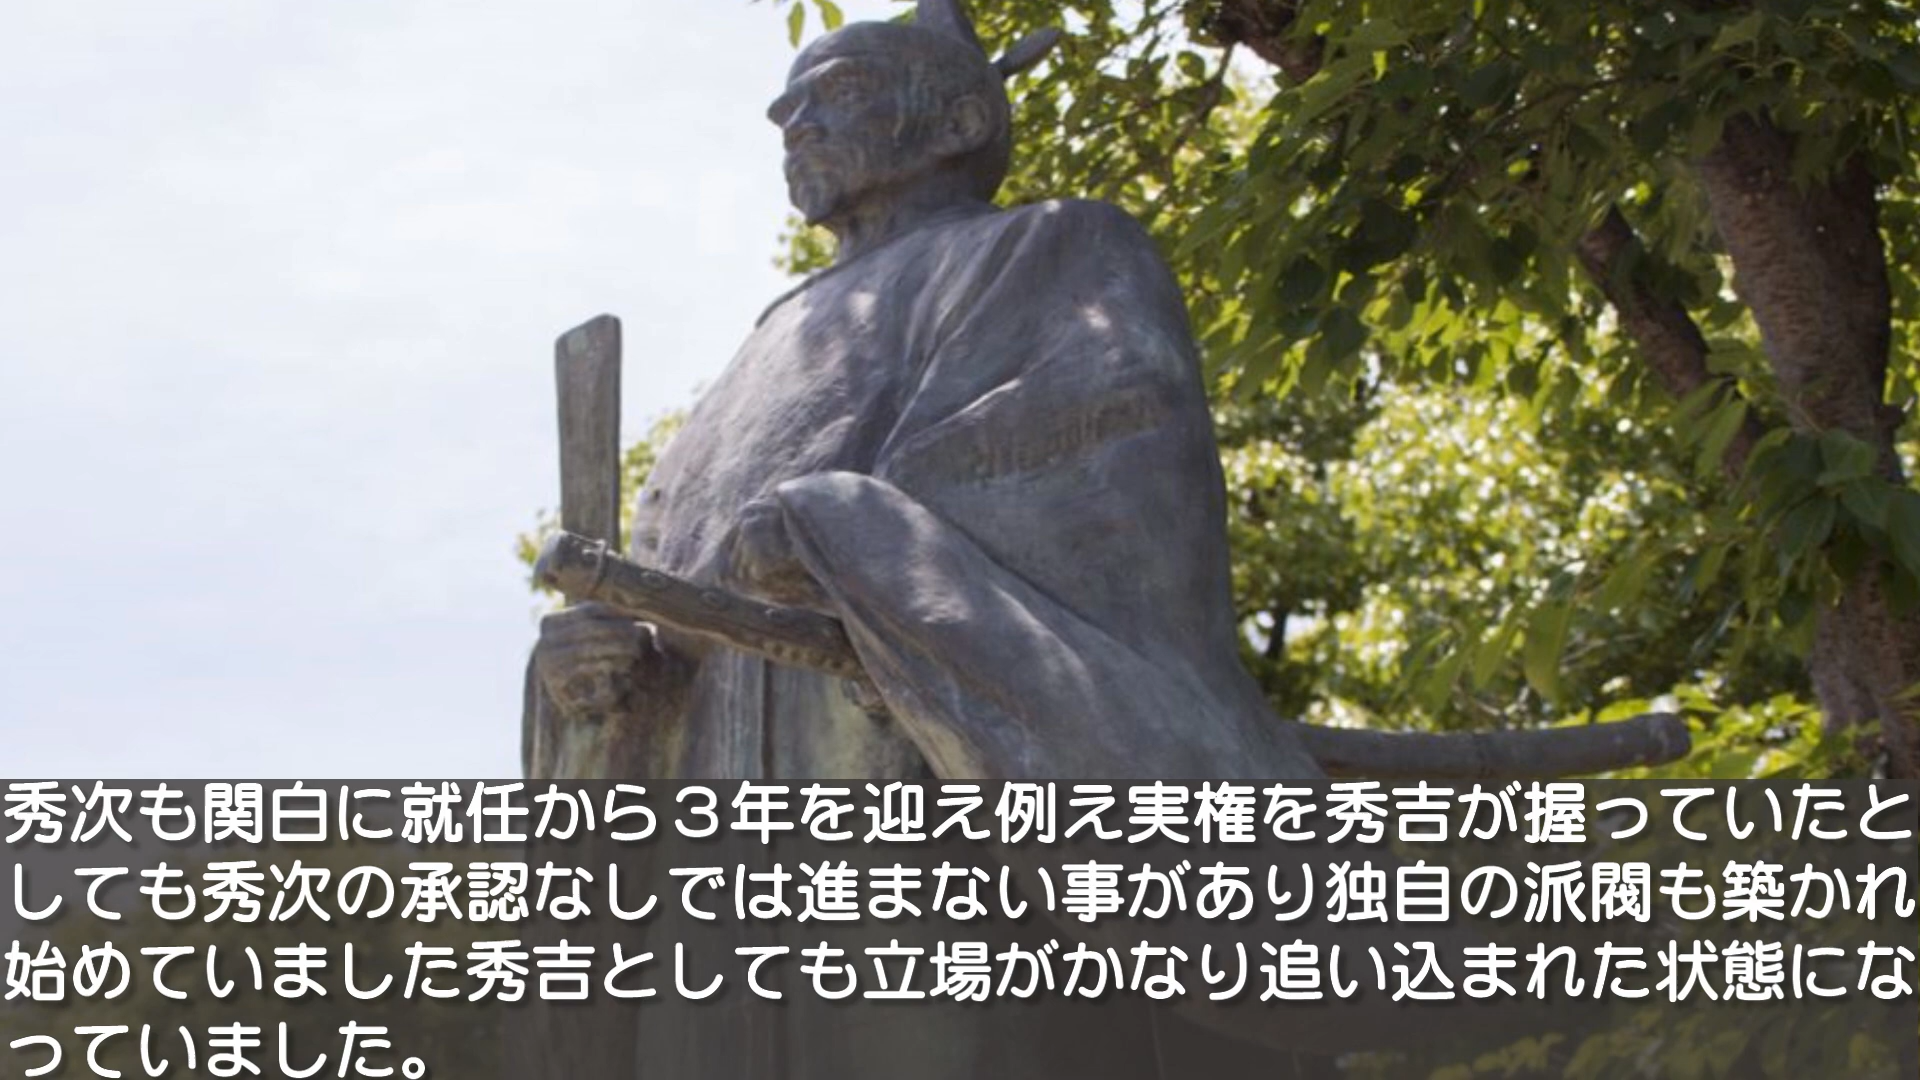 秀次も関白に就任から３年を迎え例え実権を秀吉が握っていたと
しても秀次の承認なしでは進まない事があり独自の派閥も築かれ
始めていました秀吉としても立場がかなり追い込まれた状態にな
っていました。